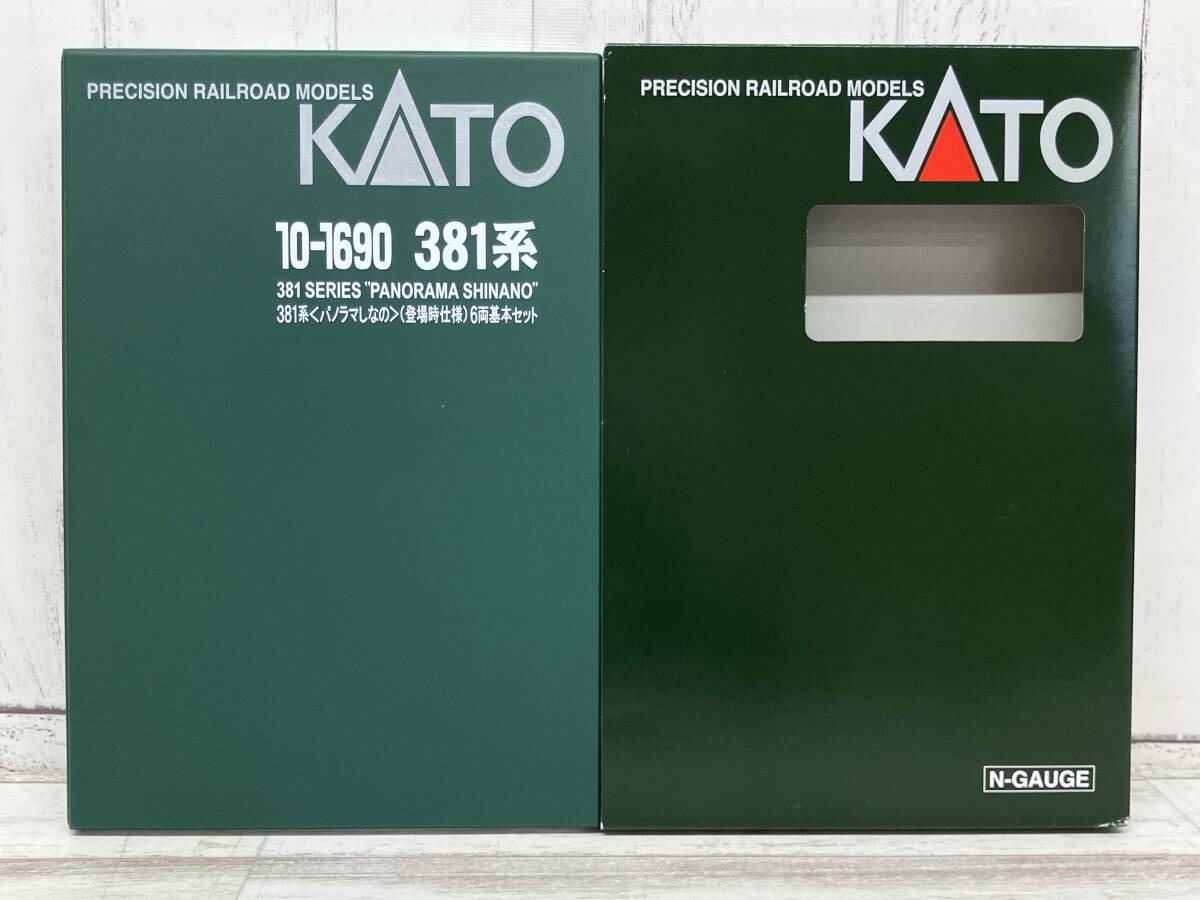 PRECISION RAILROAD MODELS
KATO
10-1690 381系
381 SERIES "PANORAMA SHINANO"
381系<パノラマしなの>(登場時仕様)6両基本セット
PRECISION RAILROAD MODELS
KATO
N-GAUGE